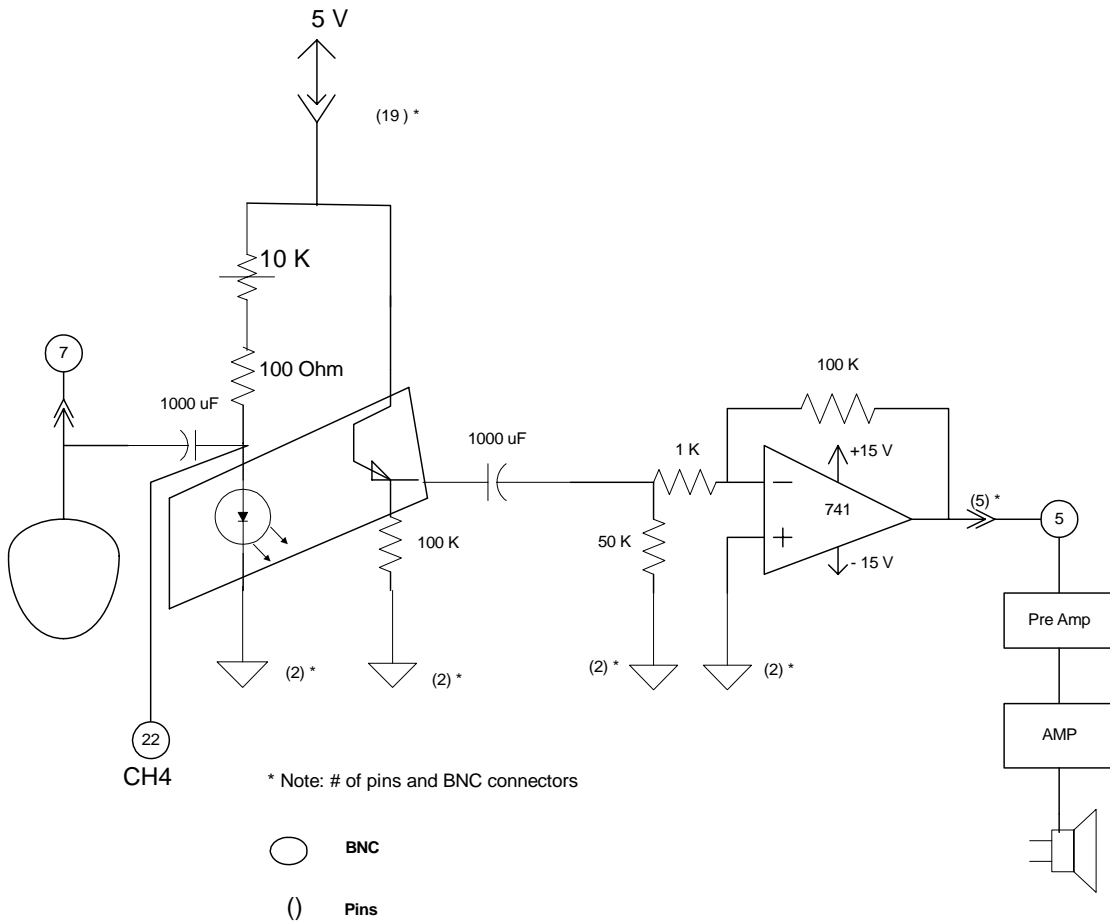 5 V
(19 ) *
10 K
7
100 Ohm
1000 uF
100 K
1000 uF
1 K
+15 V
741
(5) *
5
50 K
- 15 V
100 K
Pre Amp
(2) *
(2) *
(2) *
(2) *
22
CH4
AMP
* Note: # of pins and BNC connectors
BNC
() Pins